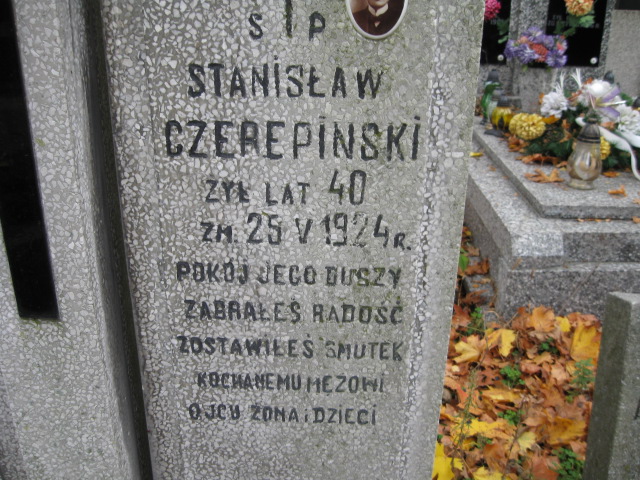 Ś P
STANISŁAW
CZEREPIŃSKI
ŻYŁ LAT 40
ZM. 25 V 1924 R.
POKÓJ JEGO DUSZY
ZABRAŁEŚ RADOŚĆ
ZOSTAWIŁEŚ SMUTEK
KOCHANEMU MĘŻOWI
OJCU ŻONA i DZIECI